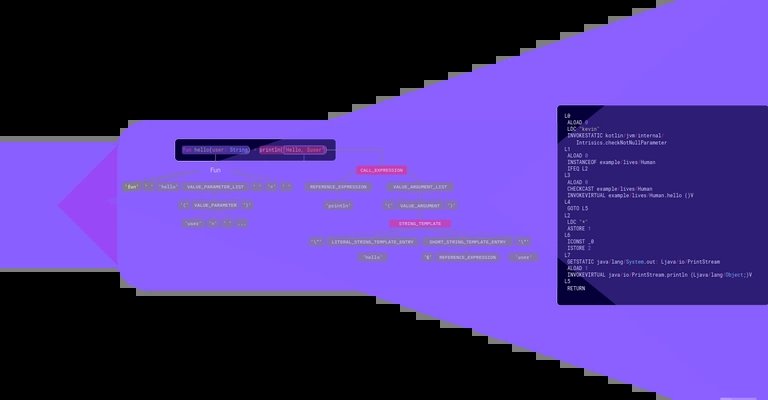 fun hello(user: String) = println("Hello, $user")
Fun
CALL_EXPRESSION
"Fun" " " "hello" VALUE_PARAMETER_LIST " " "=" " "
REFERENCE_EXPRESSION VALUE_ARGUMENT_LIST
"(" VALUE_PARAMETER ")"
"println" "(" VALUE_ARGUMENT ")"
"user" ":" " " ...
STRING_TEMPLATE
"\"" LITERAL_STRING_TEMPLATE_ENTRY SHORT_STRING_TEMPLATE_ENTRY "\""
"hello" "$" REFERENCE_EXPRESSION "user"
L0
ALOAD 0
LDC "kevin"
INVOKESTATIC kotlin/jvm/internal/
Intrisics.checkNotNullParameter
L1
ALOAD 0
INSTANCEOF example/lives/Human
IFEQ L2
L3
ALOAD 0
CHECKCAST example/lives/Human
INVOKEVIRTUAL example/lives/Human.hello ()V
L4
GOTO L5
L2
LDC "*"
ASTORE 1
L6
ICONST _0
ISTORE 2
L7
GETSTATIC java/lang/System.out: Ljava/io/PrintStream
ALOAD 1
INVOKEVIRTUAL java/io/PrintStream.println (Ljava/lang/Object;)V
L5
RETURN